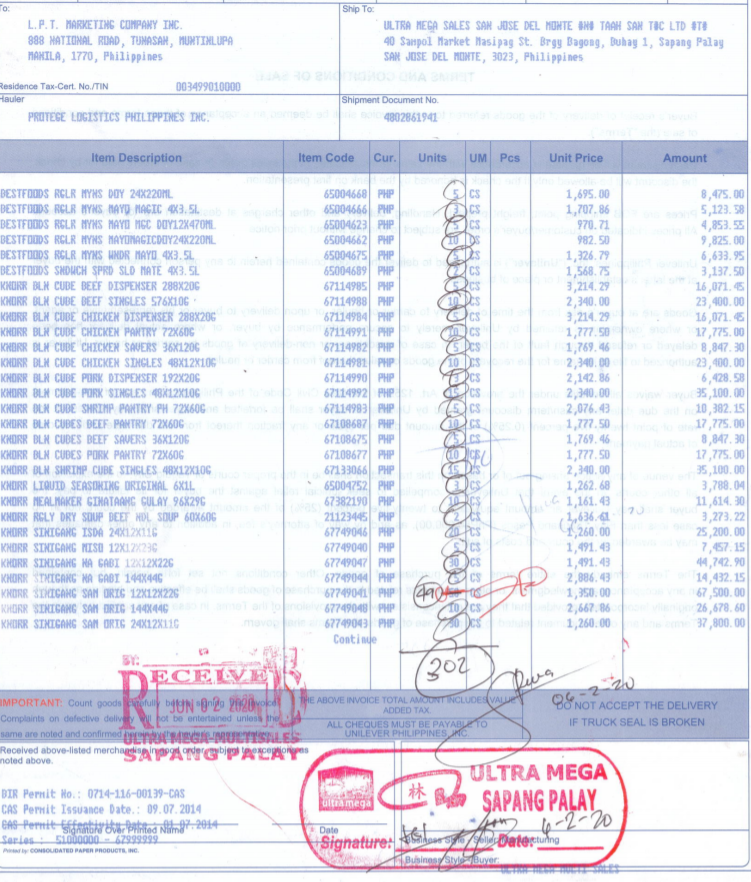 To:
L.P.T. MARKETING COMPANY INC.
888 NATIONAL ROAD, TUNASAN, MUNTINLUPA
MANILA, 1770, Philippines
Ship To:
ULTRA MEGA SALES SAN JOSE DEL MONTE
40 Sampol Market Masipag St. Brgy Bagong, Buhay 1, Sapang Palay
SAN JOSE DEL MONTE, 3023, Philippines
Residence Tax-Cert. No./TIN 003499010000
Hauler
PROTEGE LOGISTICS PHILIPPINES INC.
Shipment Document No.
4802861941
Item Description Item Code Cur. Units UM Pcs Unit Price Amount
BESTFOODS RGLR MYNS DOY 24X220ML 65004668 PHP 5 CS 1,695.00 8,475.00
BESTFOODS RGLR MYNS MAYO MAGIC 4X3.5L 65004666 PHP 3 CS 1,707.86 5,123.58
BESTFOODS RGLR MYNS MAYO MGC DOY12X470ML 65004623 PHP 5 CS 970.71 4,853.55
BESTFOODS RGLR MYNS MAYOMAGICDOY24X220ML 65004662 PHP 10 CS 982.50 9,825.00
BESTFOODS RGLR MYNS WNDR MAYO 4X3.5L 65004675 PHP 5 CS 1,326.79 6,633.95
BESTFOODS SNDWCH SPRD SLD MATE 4X3.5L 65004689 PHP 2 CS 1,568.75 3,137.50
KNORR BLN CUBE BEEF DISPENSER 288X20G 67114985 PHP 5 CS 3,214.29 16,071.45
KNORR BLN CUBE BEEF SINGLES 576X10G 67114988 PHP 10 CS 2,340.00 23,400.00
KNORR BLN CUBE CHICKEN DISPENSER 288X20G 67114984 PHP 5 CS 3,214.29 16,071.45
KNORR BLN CUBE CHICKEN PANTRY 72X60G 67114991 PHP 10 CS 1,777.50 17,775.00
KNORR BLN CUBE CHICKEN SAVERS 36X120G 67114982 PHP 5 CS 1,769.46 8,847.30
KNORR BLN CUBE CHICKEN SINGLES 48X12X10G 67114981 PHP 10 CS 2,340.00 23,400.00
KNORR BLN CUBE PORK DISPENSER 192X20G 67114990 PHP 3 CS 2,142.86 6,428.58
KNORR BLN CUBE PORK SINGLES 48X12X10G 67114992 PHP 15 CS 2,340.00 35,100.00
KNORR BLN CUBE SHRIMP PANTRY PH 72X60G 67114983 PHP 5 CS 2,076.43 10,382.15
KNORR BLN CUBES BEEF PANTRY 72X60G 67108687 PHP 10 CS 1,777.50 17,775.00
KNORR BLN CUBES BEEF SAVERS 36X120G 67108675 PHP 5 CS 1,769.46 8,847.30
KNORR BLN CUBES PORK PANTRY 72X60G 67108677 PHP 10 CS 1,777.50 17,775.00
KNORR BLN SHRIMP CUBE SINGLES 48X12X10G 67133066 PHP 15 CS 2,340.00 35,100.00
KNORR LIQUID SEASONING ORIGINAL 6X1L 65004752 PHP 3 CS 1,262.68 3,788.04
KNORR MEALMAKER GINATAANG GULAY 96X29G 67382190 PHP 10 CS 1,161.43 11,614.30
KNORR RGLY DRY SOUP BEEF NDL SOUP 60X60G 21123445 PHP 2 CS 1,636.61 3,273.22
KNORR SINIGANG ISDA 24X12X11G 67749046 PHP 20 CS 1,260.00 25,200.00
KNORR SINIGANG MISO 12X12X23G 67749040 PHP 5 CS 1,491.43 7,457.15
KNORR SINIGANG NA GABI 12X12X22G 67749047 PHP 30 CS 1,491.43 44,742.90
KNORR SINIGANG NA GABI 144X44G 67749044 PHP 5 CS 2,886.43 14,432.15
KNORR SINIGANG SAN ORIG 12X12X22G 67749041 PHP CS 1,350.00 67,500.00
KNORR SINIGANG SAN ORIG 144X44G 67749048 PHP 10 CS 2,667.86 26,678.60
KNORR SINIGANG SAN ORIG 24X12X11G 67749043 PHP 30 CS 1,260.00 37,800.00
Continue
49
302
BY:
RECEIVE
JUN 02 2020
ULTRA MEGA MULTISALES
SAPANG PALAY
06-2-20
IMPORTANT: Count goods carefully before signing this invoice.
Complaints on defective delivery will not be entertained unless the
same are noted and confirmed
THE ABOVE INVOICE TOTAL AMOUNT INCLUDES VALUE
ADDED TAX.
ALL CHEQUES MUST BE PAYABLE TO
UNILEVER PHILIPPINES, INC.
DO NOT ACCEPT THE DELIVERY
IF TRUCK SEAL IS BROKEN
Received above-listed merchandise in good order, subject to exceptions as
noted above.
BIR Permit No.: 0714-116-00139-CAS
CAS Permit Issuance Date.: 09.07.2014
CAS Permit Effectivity Date : 01.07.2014
Signature Over Printed Name
Date
Series : 51000000 - 67999999
Printed by: CONSOLIDATED PAPER PRODUCTS, INC.
ultra mega
林
ULTRA MEGA
SAPANG PALAY
Signature:
Date: 6-2-20
Business Style - Seller: Manufacturing
Business Style - Buyer:
ULTRA MEGA MULTI SALES